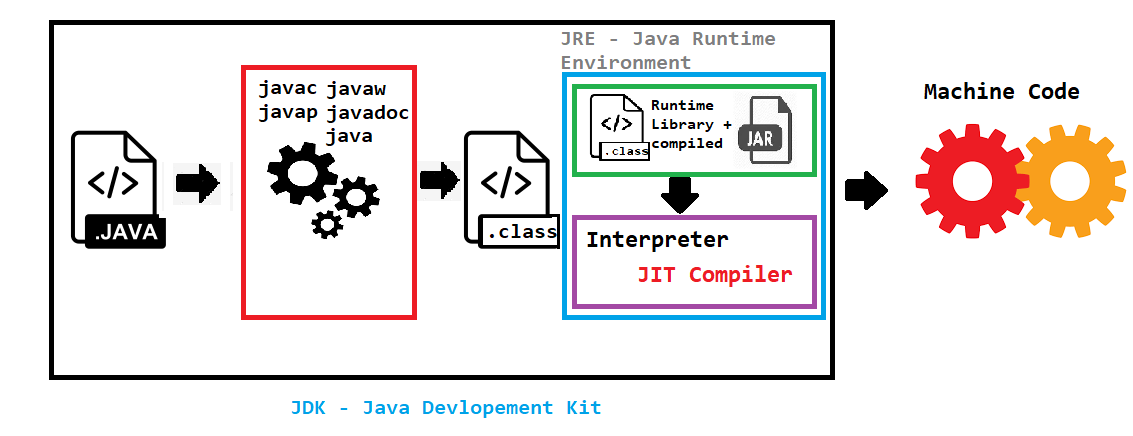 JRE - Java Runtime
Environment
javac javaw
javap javadoc
java
</>
.JAVA
</>
.class
</>
.class
Runtime
Library +
compiled
JAR
Interpreter
JIT Compiler
Machine Code
JDK - Java Devlopement Kit